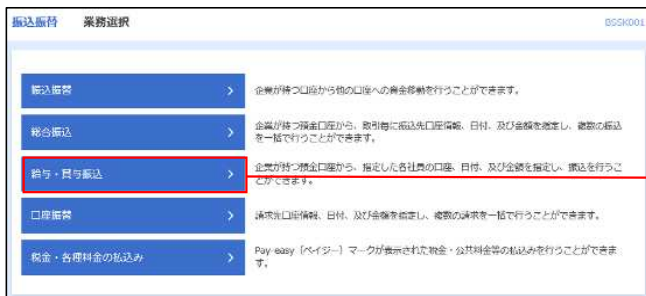 振込振替 業務選択 BSSK001
振込振替 企業が持つ口座から他の口座への資金移動を行うことができます。
総合振込 企業が持つ預金口座から、取引毎に振込先口座情報、日付、及び金額を指定し、複数の振込
を一括で行うことができます。
給与・賞与振込 企業が持つ預金口座から、指定した各社員の口座、日付、及び金額を指定し、振込を行うこ
とができます。
口座振替 請求先口座情報、日付、及び金額を指定し、複数の請求を一括で行うことができます。
税金・各種料金の払込み Pay-easy（ペイジー）マークが表示された税金・公共料金等の払込みを行うことができま
す。